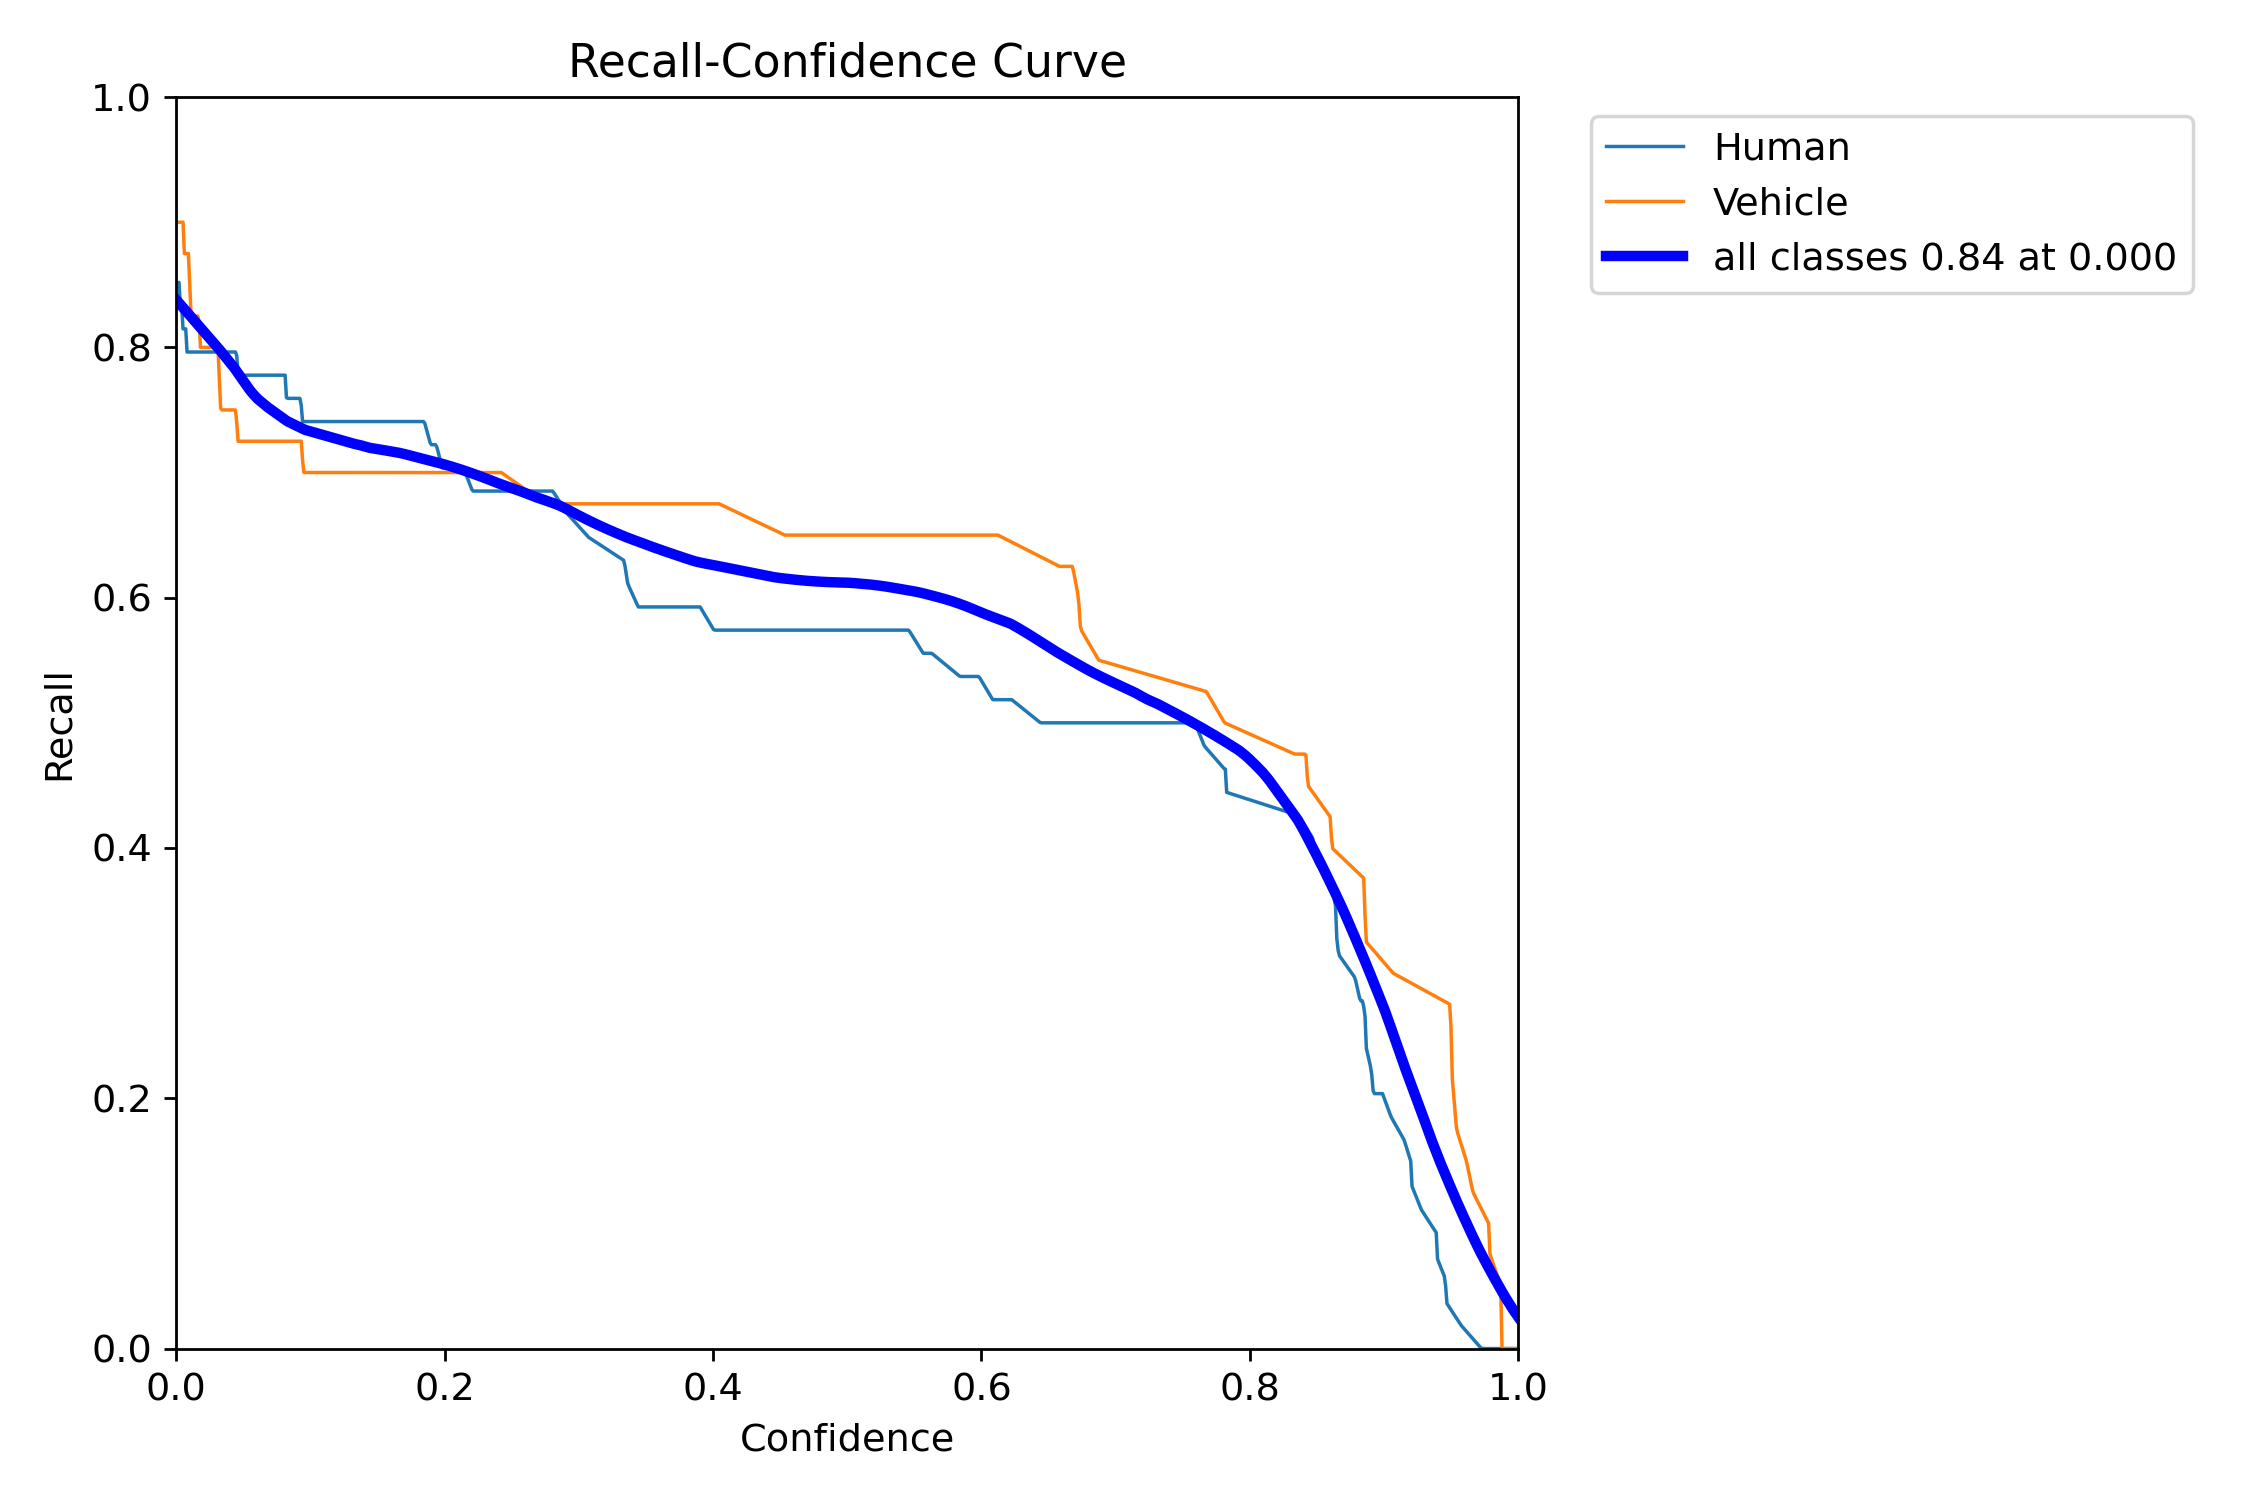 Recall-Confidence Curve
1.0
0.8
0.6
0.4
0.2
0.0
Recall
0.0 0.2 0.4 0.6 0.8 1.0
Confidence
Human
Vehicle
all classes 0.84 at 0.000